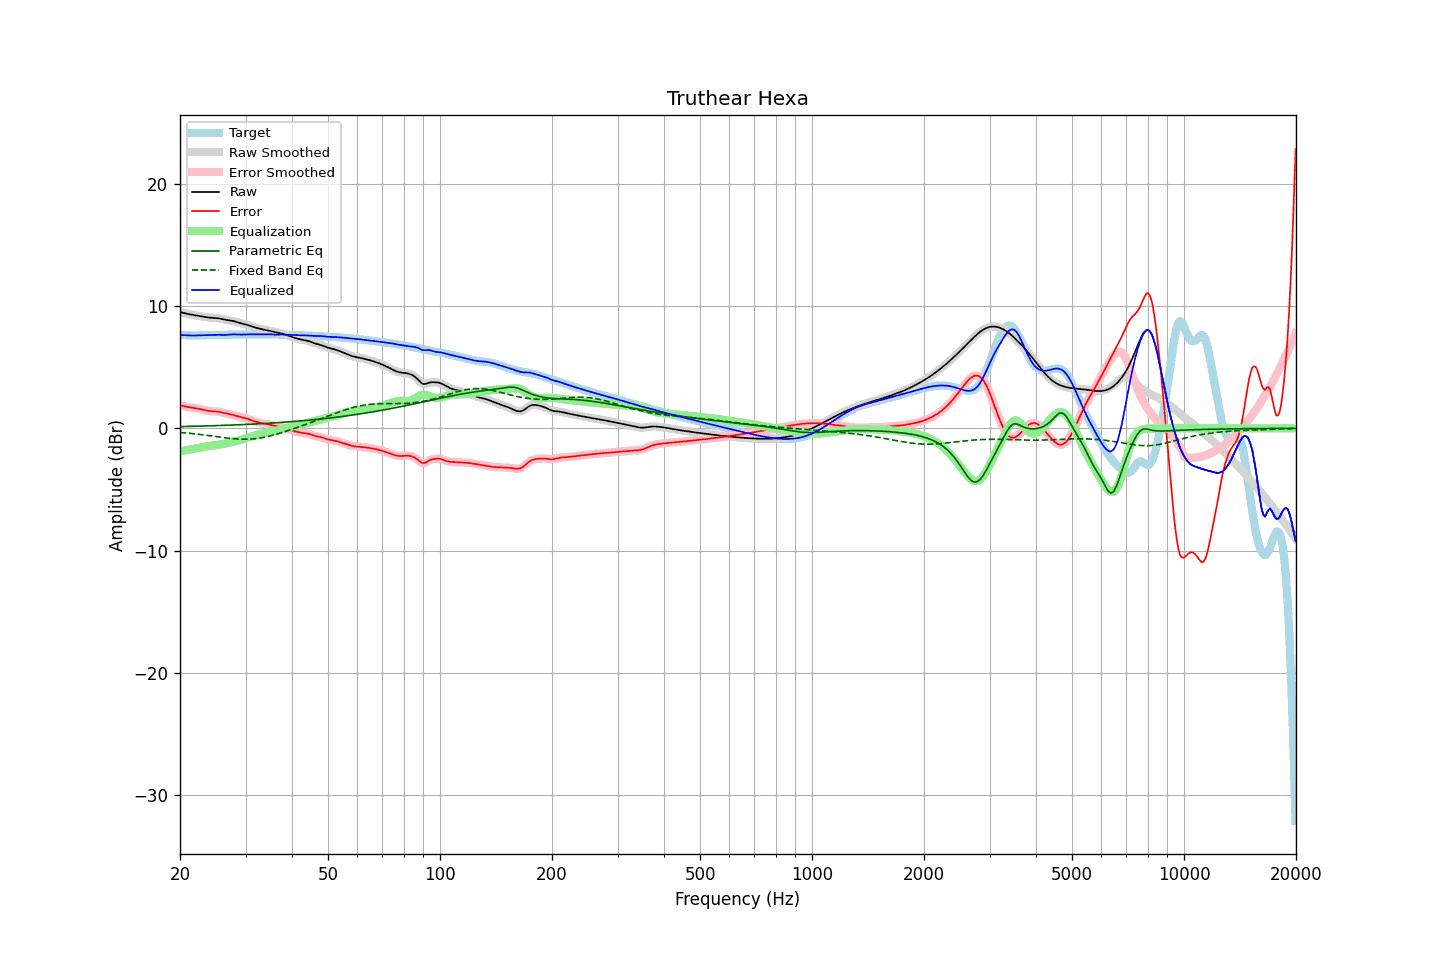 Truthear Hexa
Target
Raw Smoothed
Error Smoothed
Raw
Error
Equalization
Parametric Eq
Fixed Band Eq
Equalized
20
10
0
−10
−20
−30
Amplitude (dBr)
20 50 100 200 500 1000 2000 5000 10000 20000
Frequency (Hz)